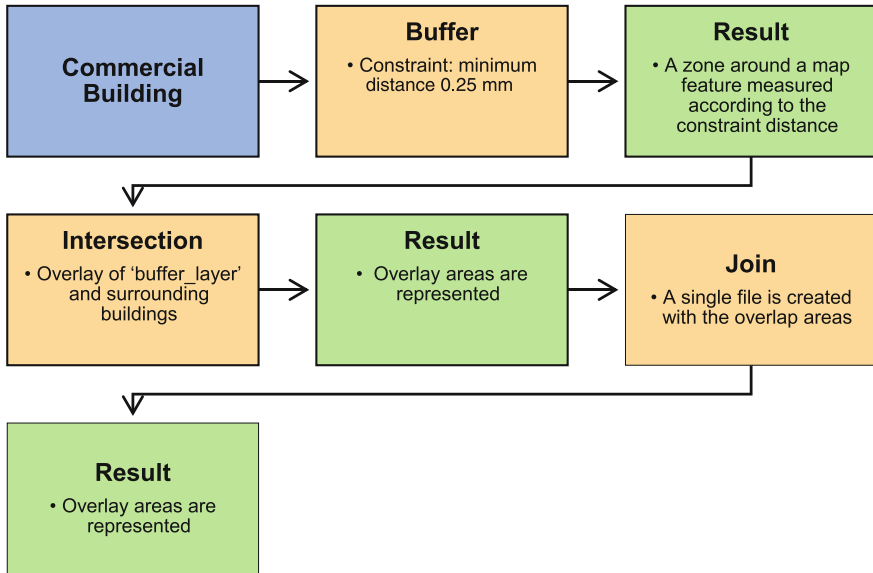 Commercial
Building
Buffer
• Constraint: minimum
distance 0.25 mm
Result
• A zone around a map
feature measured
according to the
constraint distance
Intersection
• Overlay of ‘buffer_layer’
and surrounding
buildings
Result
• Overlay areas are
represented
Join
• A single file is created
with the overlap areas
Result
• Overlay areas are
represented